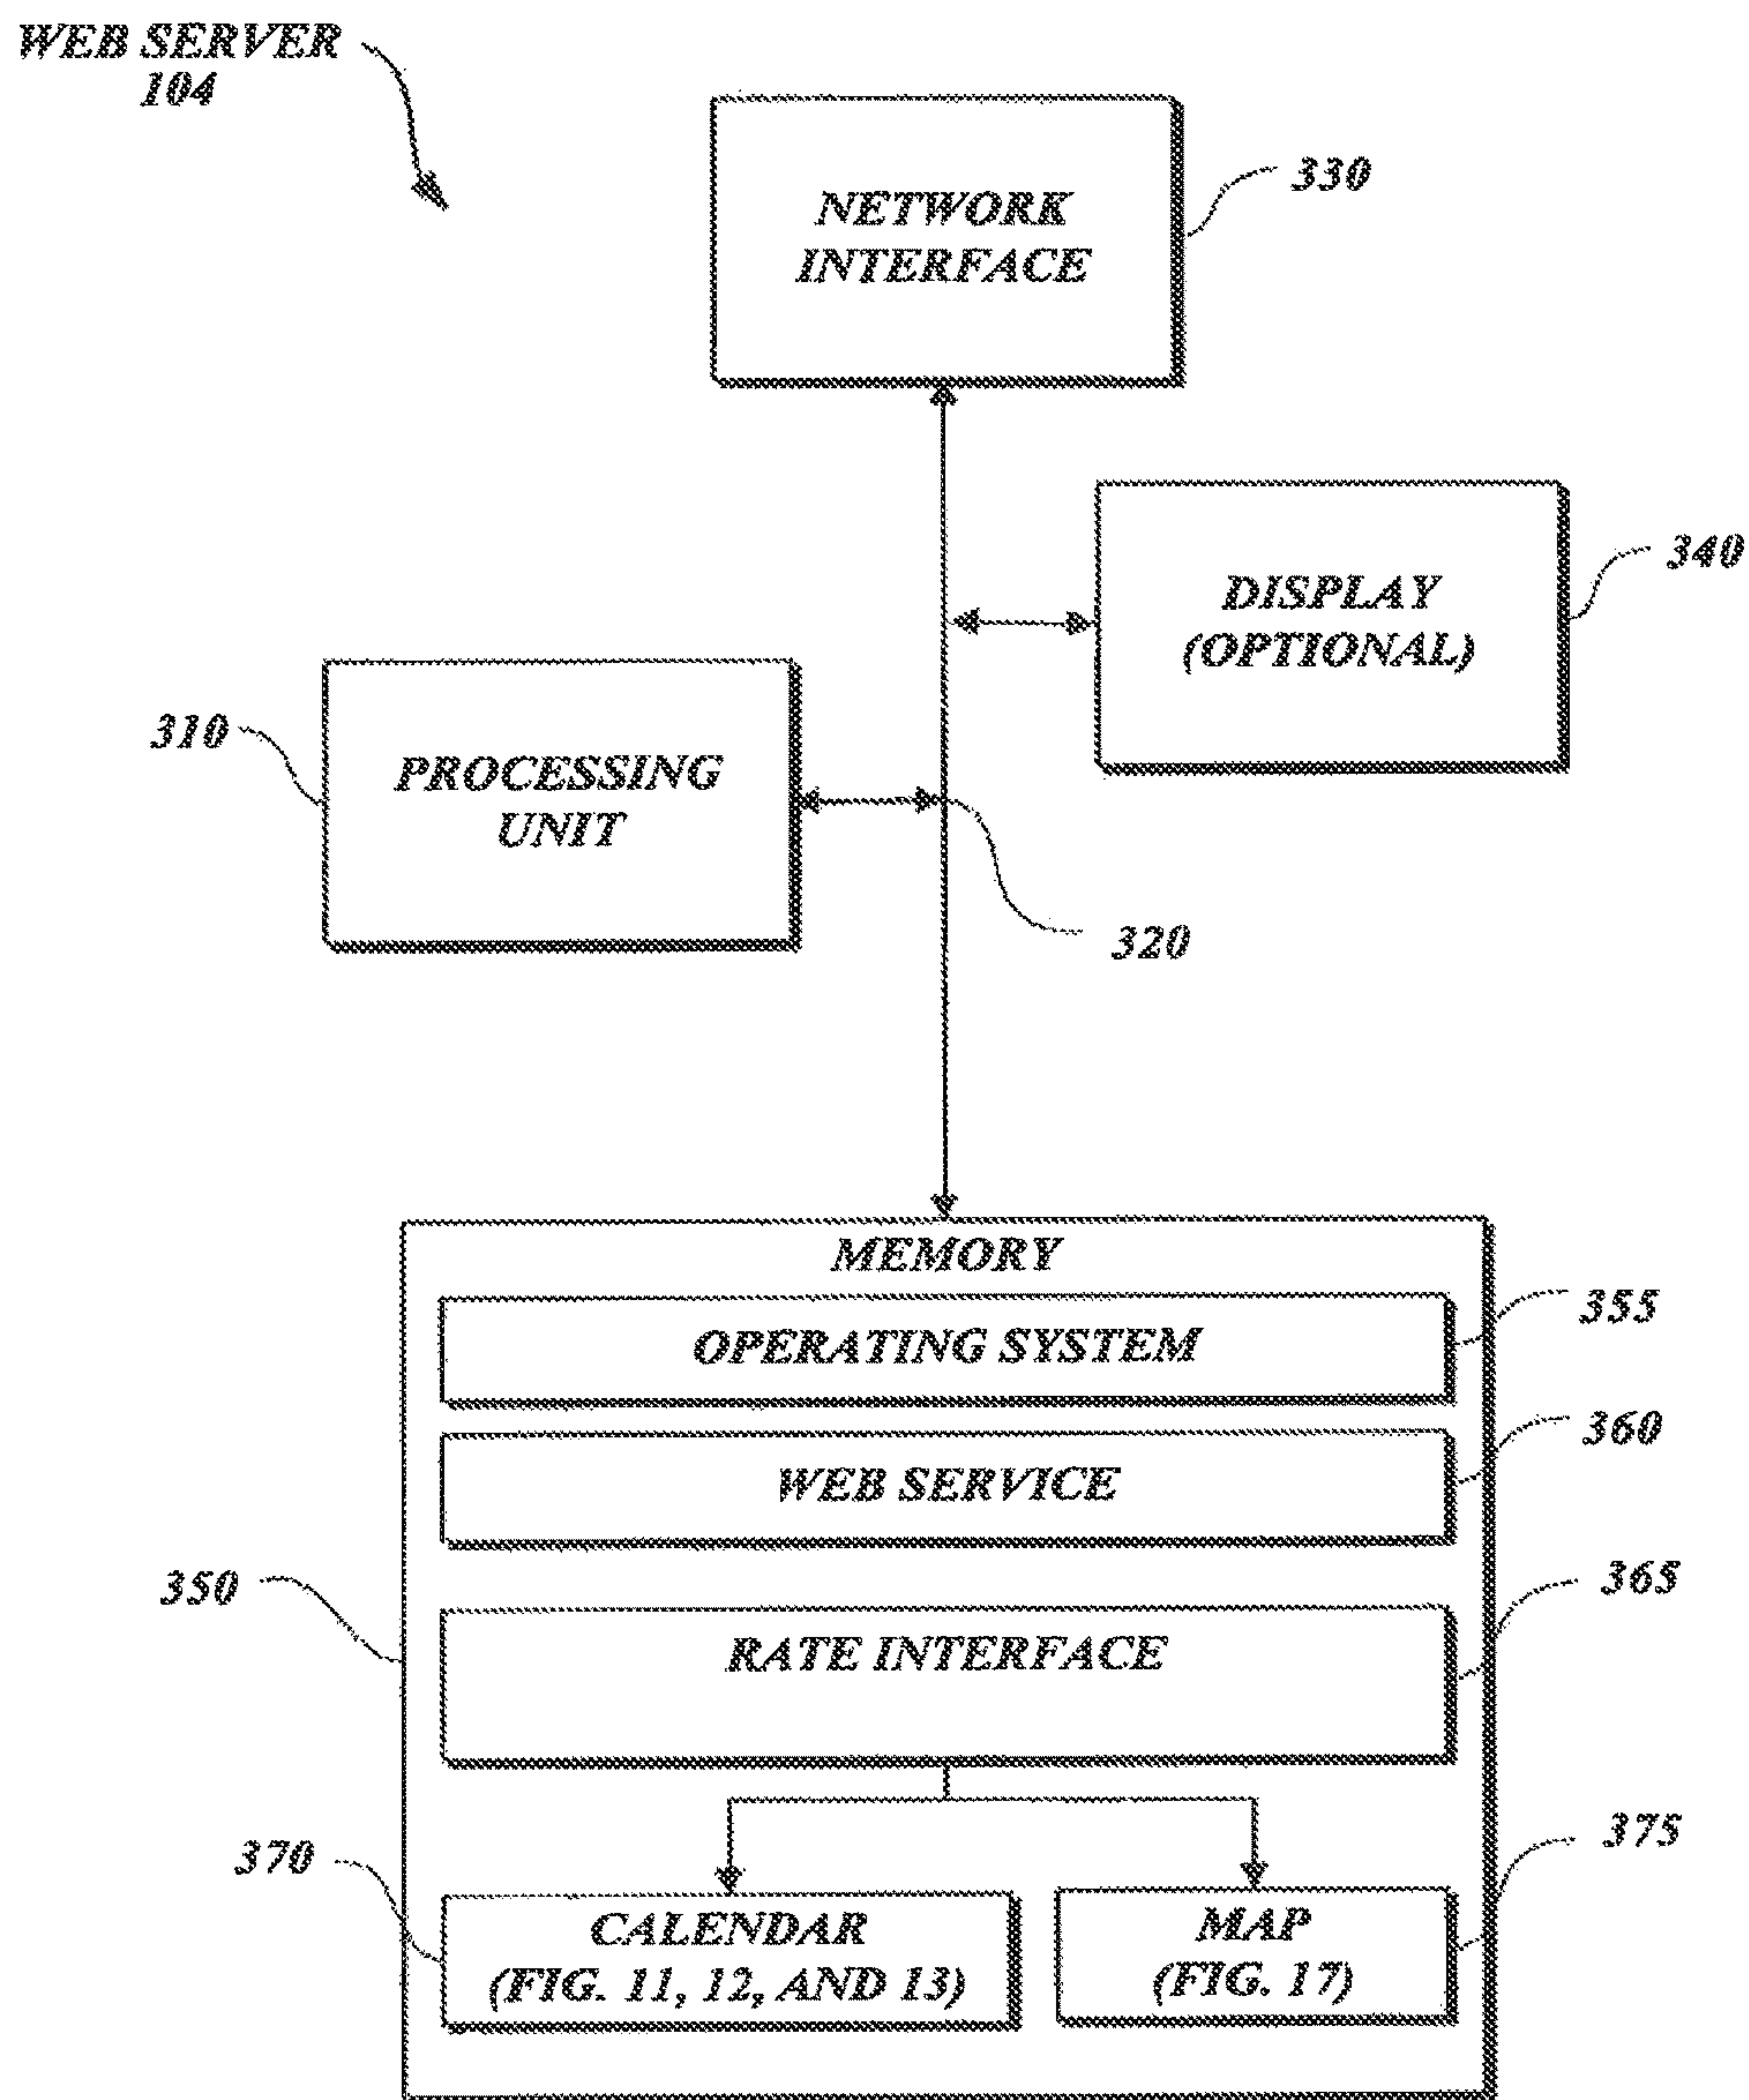 WEB SERVER
104
NETWORK
INTERFACE
330
DISPLAY
(OPTIONAL)
340
310
PROCESSING
UNIT
320
MEMORY
OPERATING SYSTEM
355
WEB SERVICE
360
350
RATE INTERFACE
365
370
CALENDAR
(FIG. 11, 12, AND 13)
MAP
(FIG. 17)
375